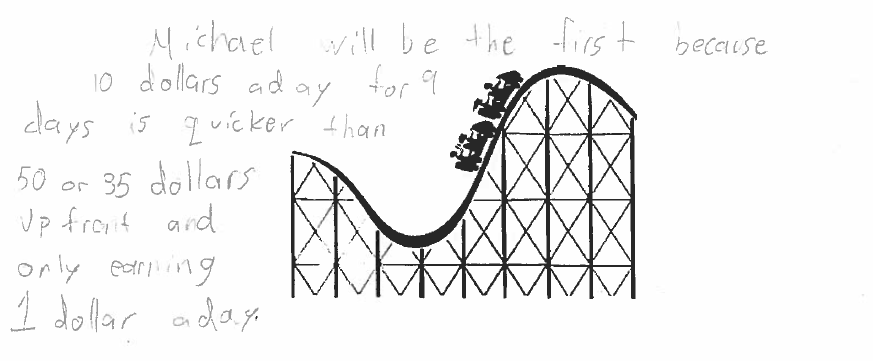 Michael will be the first because
10 dollars a day for 9
days is quicker than
50 or 35 dollars
up front and
only earning
1 dollar a day.